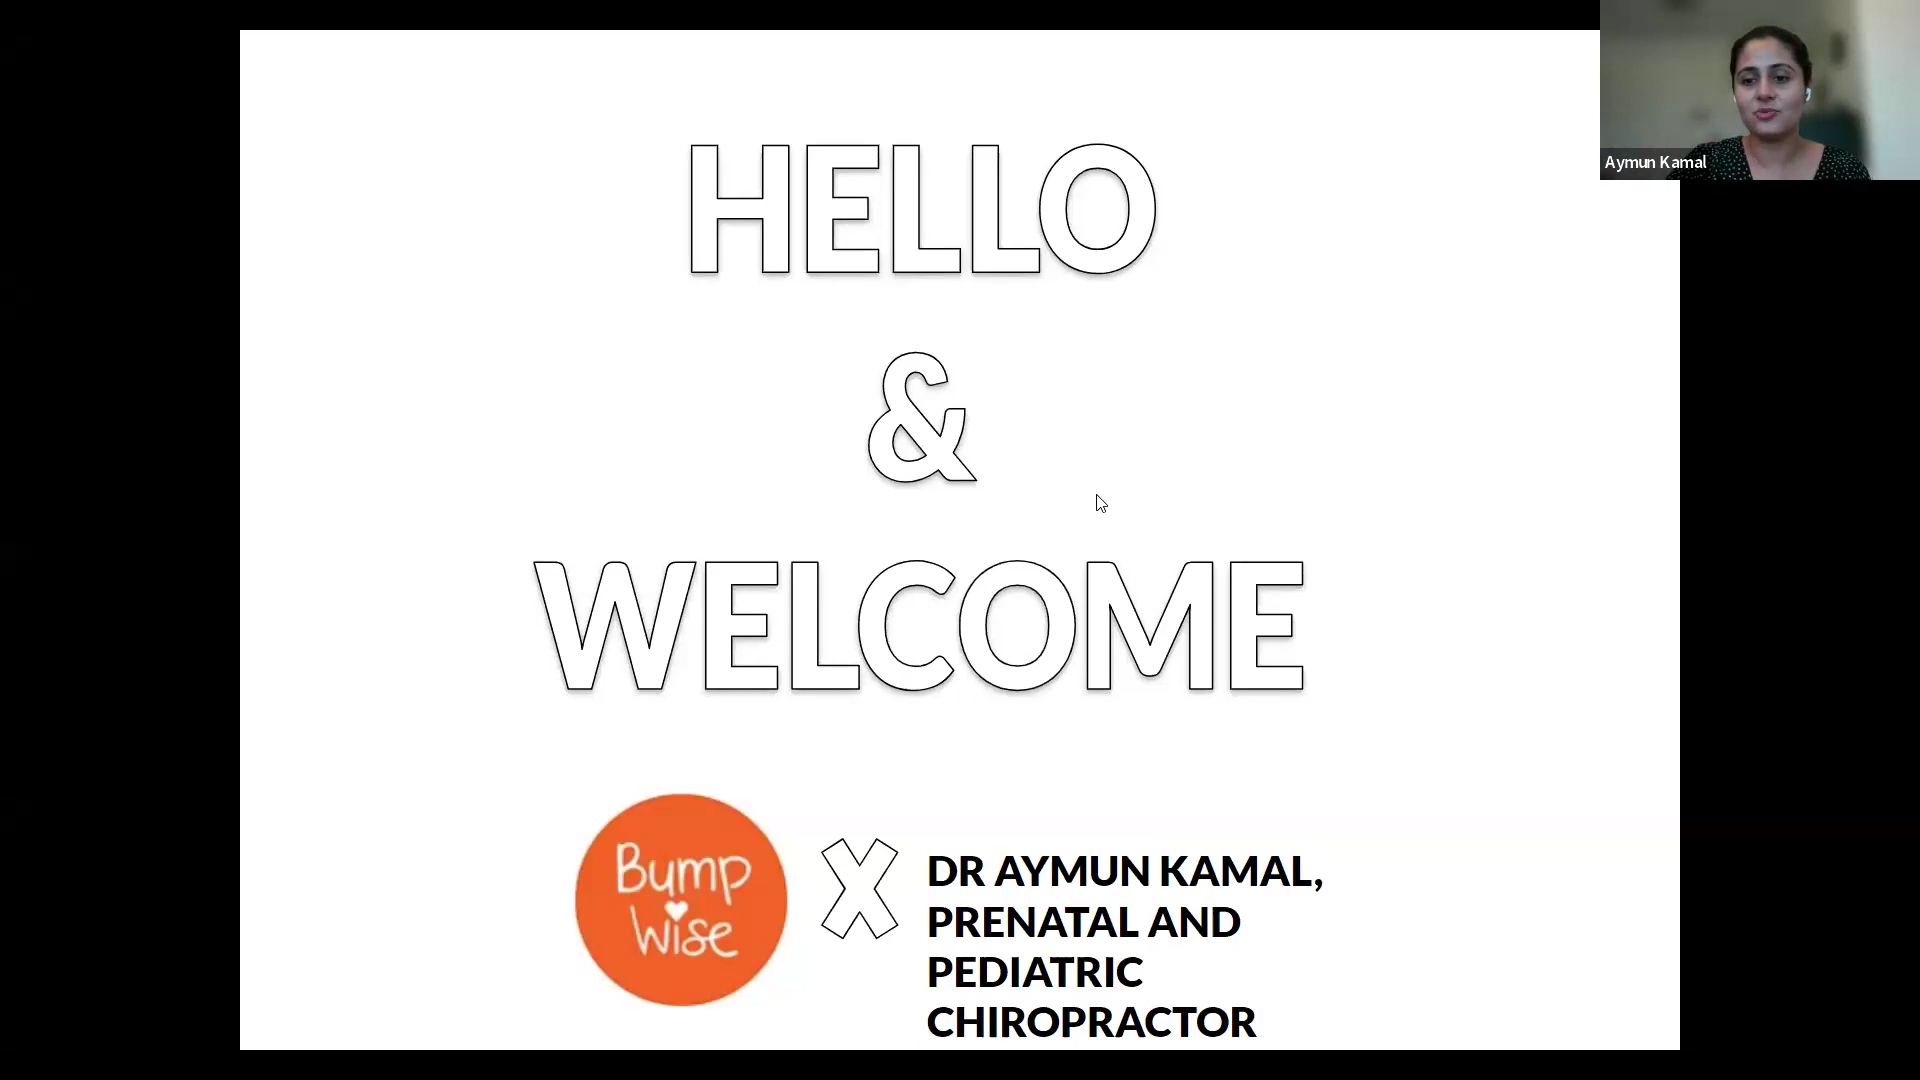 HELLO
&
WELCOME
Bump
Wise
X
DR AYMUN KAMAL,
PRENATAL AND
PEDIATRIC
CHIROPRACTOR
Aymun Kamal